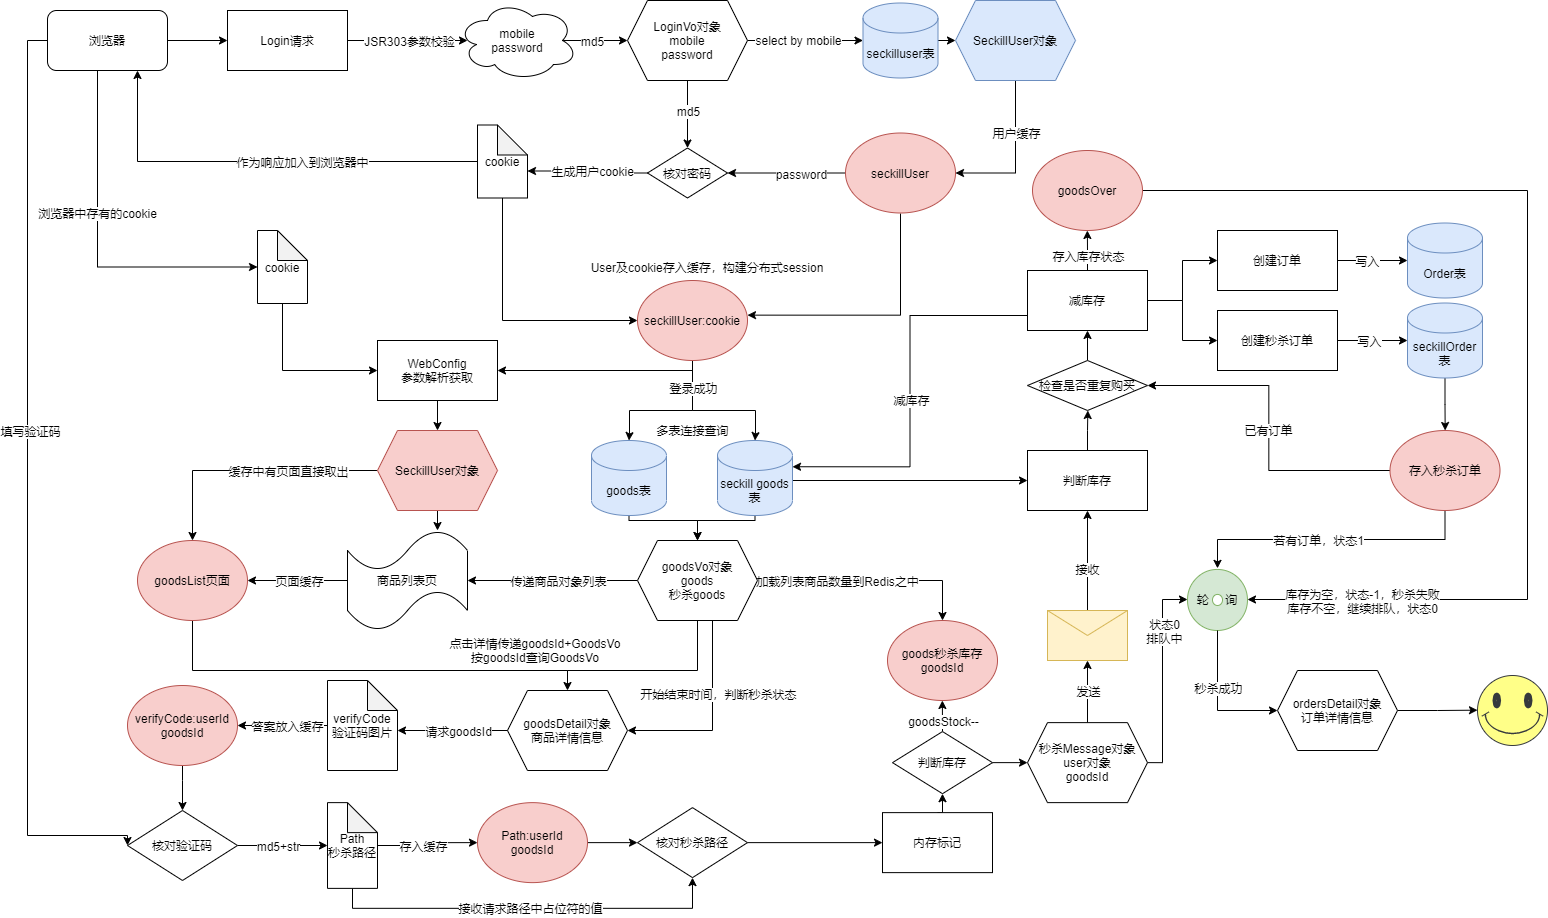 浏览器
Login请求
JSR303参数校验
mobile
password
md5
LoginVo对象
mobile
password
select by mobile
seckilluser表
SeckillUser对象
md5
用户缓存
作为响应加入到浏览器中
cookie
生成用户cookie
核对密码
password
seckillUser
goodsOver
浏览器中存有的cookie
cookie
User及cookie存入缓存，构建分布式session
seckillUser:cookie
存入库存状态
减库存
创建订单
写入
Order表
创建秒杀订单
写入
seckillOrder
表
WebConfig
参数解析获取
登录成功
减库存
检查是否重复购买
已有订单
填写验证码
多表连接查询
缓存中有页面直接取出
SeckillUser对象
goods表
seckill goods
表
判断库存
存入秒杀订单
若有订单，状态1
goodsList页面
页面缓存
商品列表页
传递商品对象列表
goodsVo对象
goods
秒杀goods
加载列表商品数量到Redis之中
接收
轮
询
库存为空，状态-1，秒杀失败
库存不空，继续排队，状态0
状态0
排队中
点击详情传递goodsId+GoodsVo
按goodsId查询GoodsVo
goods秒杀库存
goodsId
开始结束时间，判断秒杀状态
发送
秒杀成功
verifyCode:userId
goodsId
答案放入缓存
verifyCode
验证码图片
请求goodsId
goodsDetail对象
商品详情信息
goodsStock--
ordersDetail对象
订单详情信息
判断库存
秒杀Message对象
user对象
goodsId
核对验证码
md5+str
Path
秒杀路径
存入缓存
Path:userId
goodsId
核对秒杀路径
内存标记
接收请求路径中占位符的值